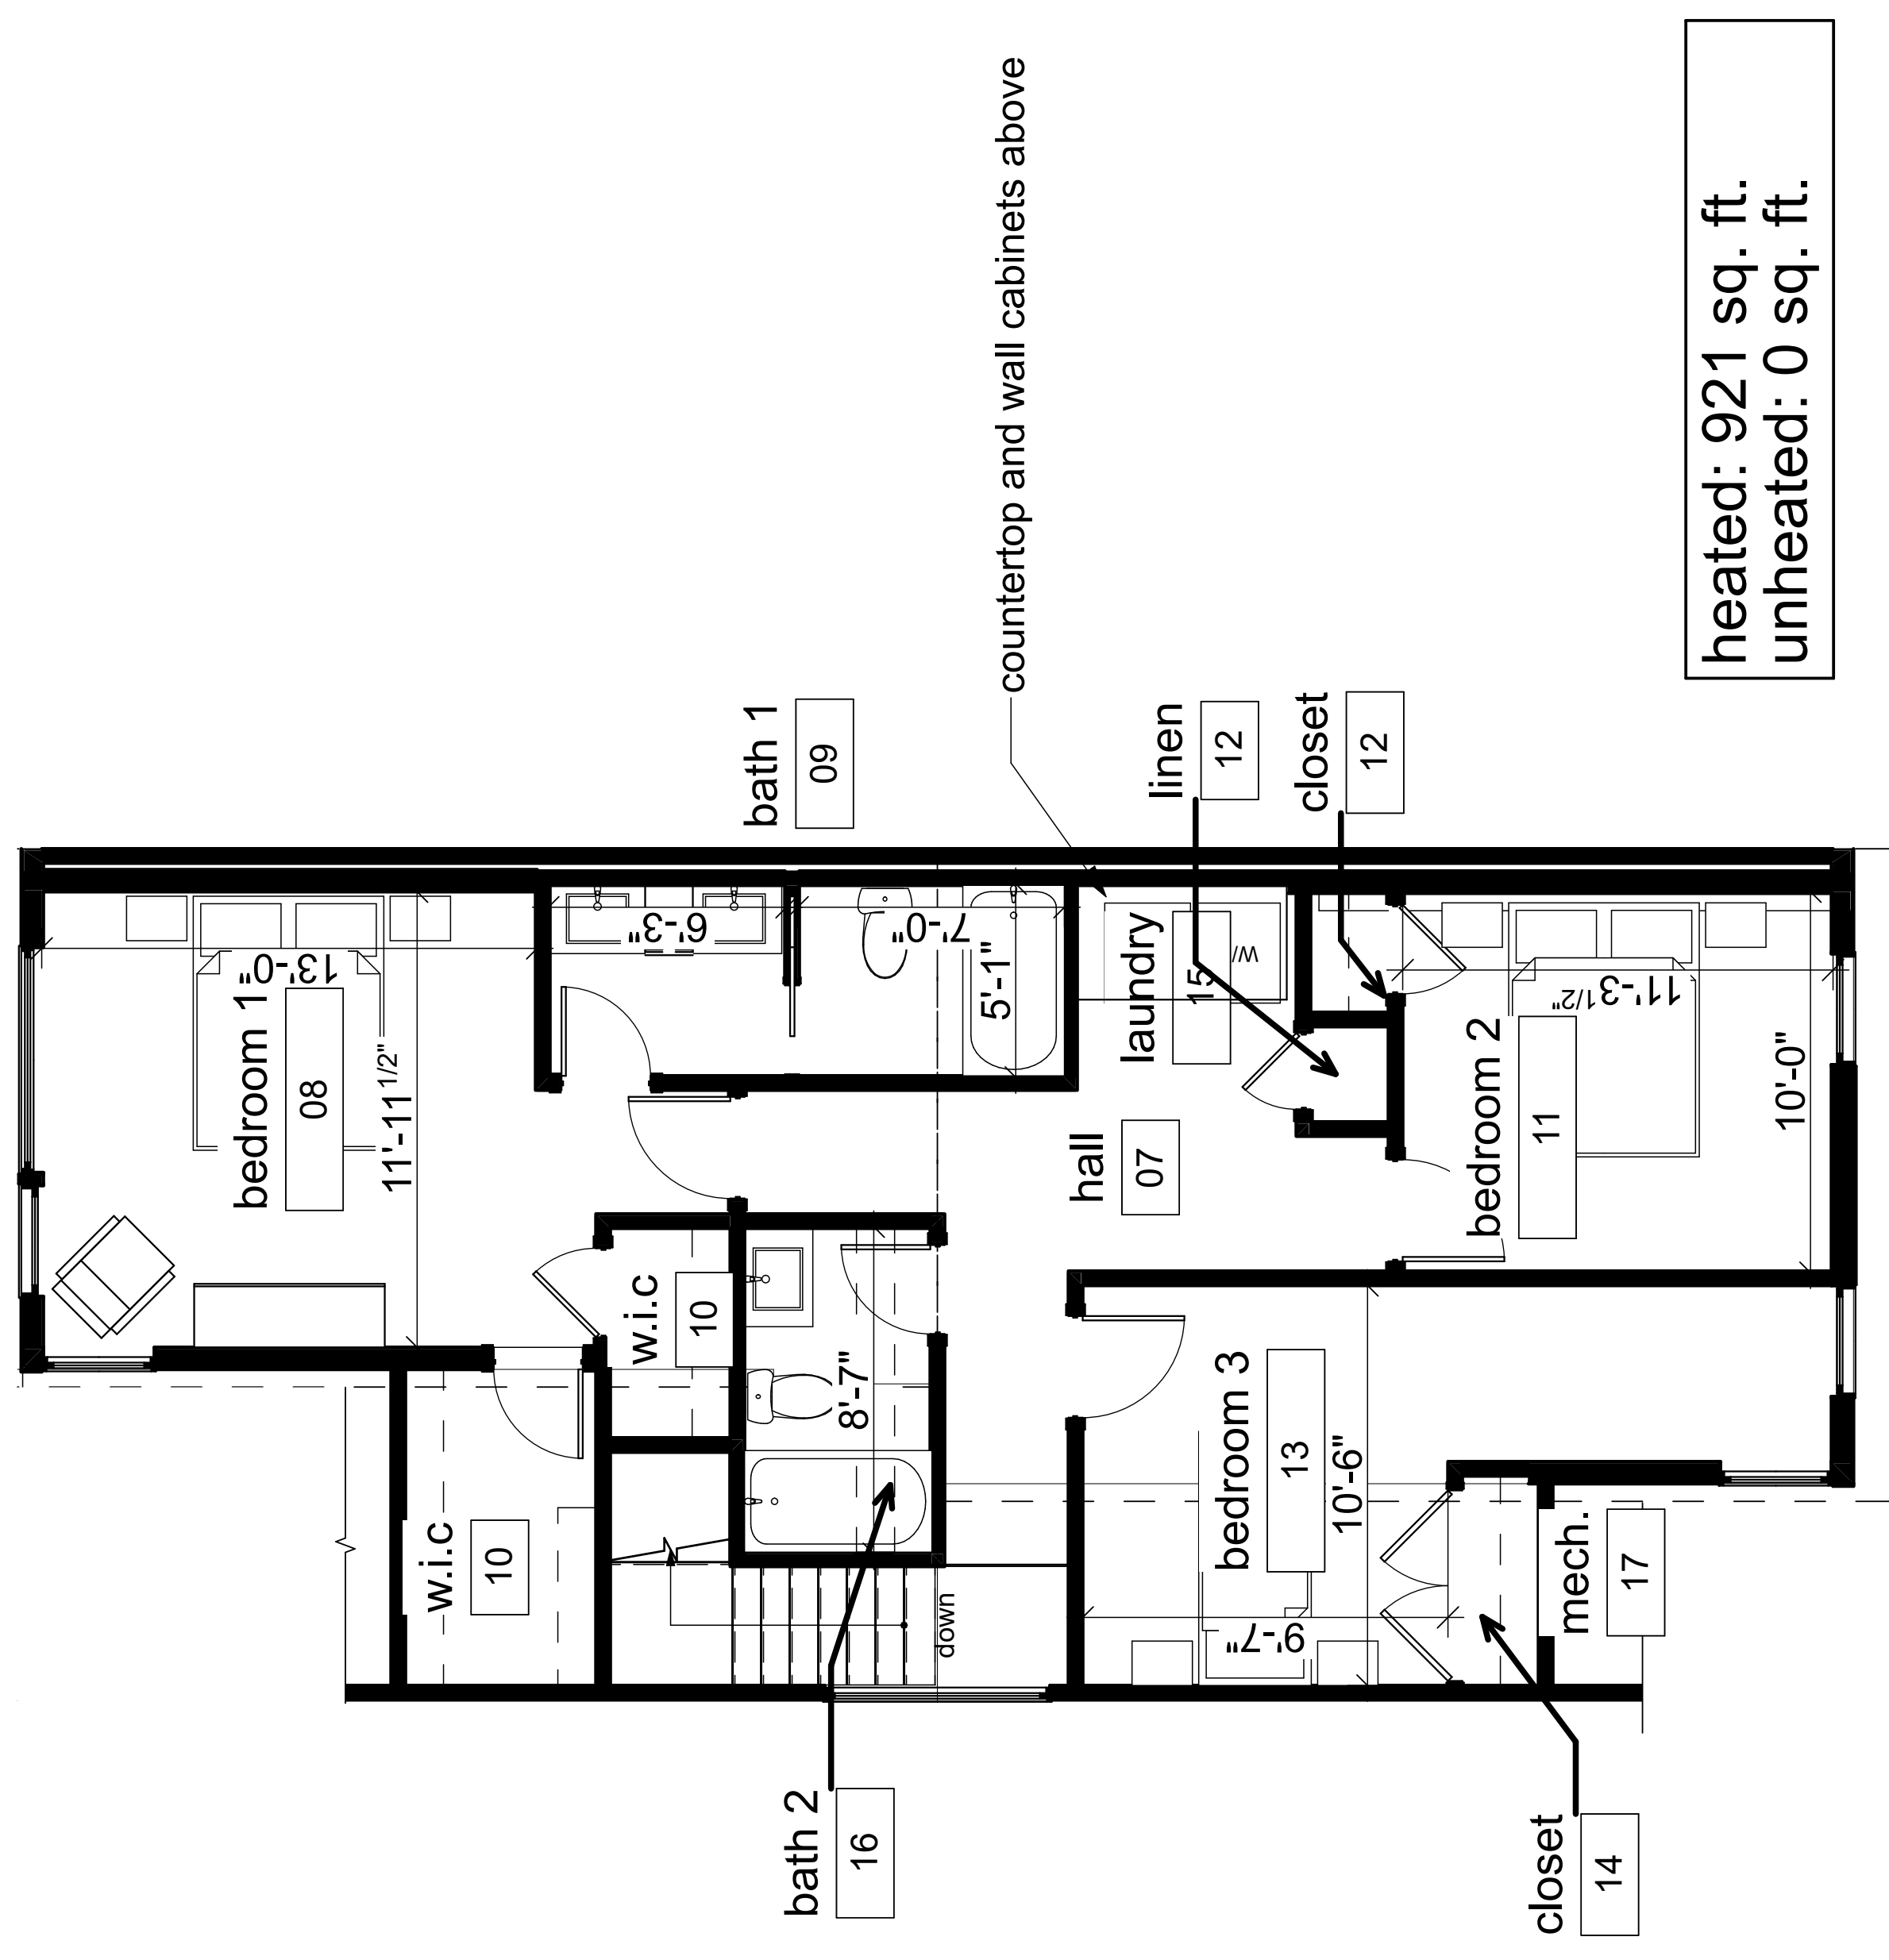 bedroom 1
08
13'-0"
11'-11 1/2"
w.i.c
10
w.i.c
10
bath 1
09
6'-3"
7'-0"
5'-1"
countertop and wall cabinets above
laundry
15
W/
linen
12
closet
12
hall
07
bedroom 2
11
11'-3 1/2"
10'-0"
8'-7"
bath 2
16
down
bedroom 3
13
10'-6"
9'-7"
mech.
17
closet
14
heated: 921 sq. ft.
unheated: 0 sq. ft.